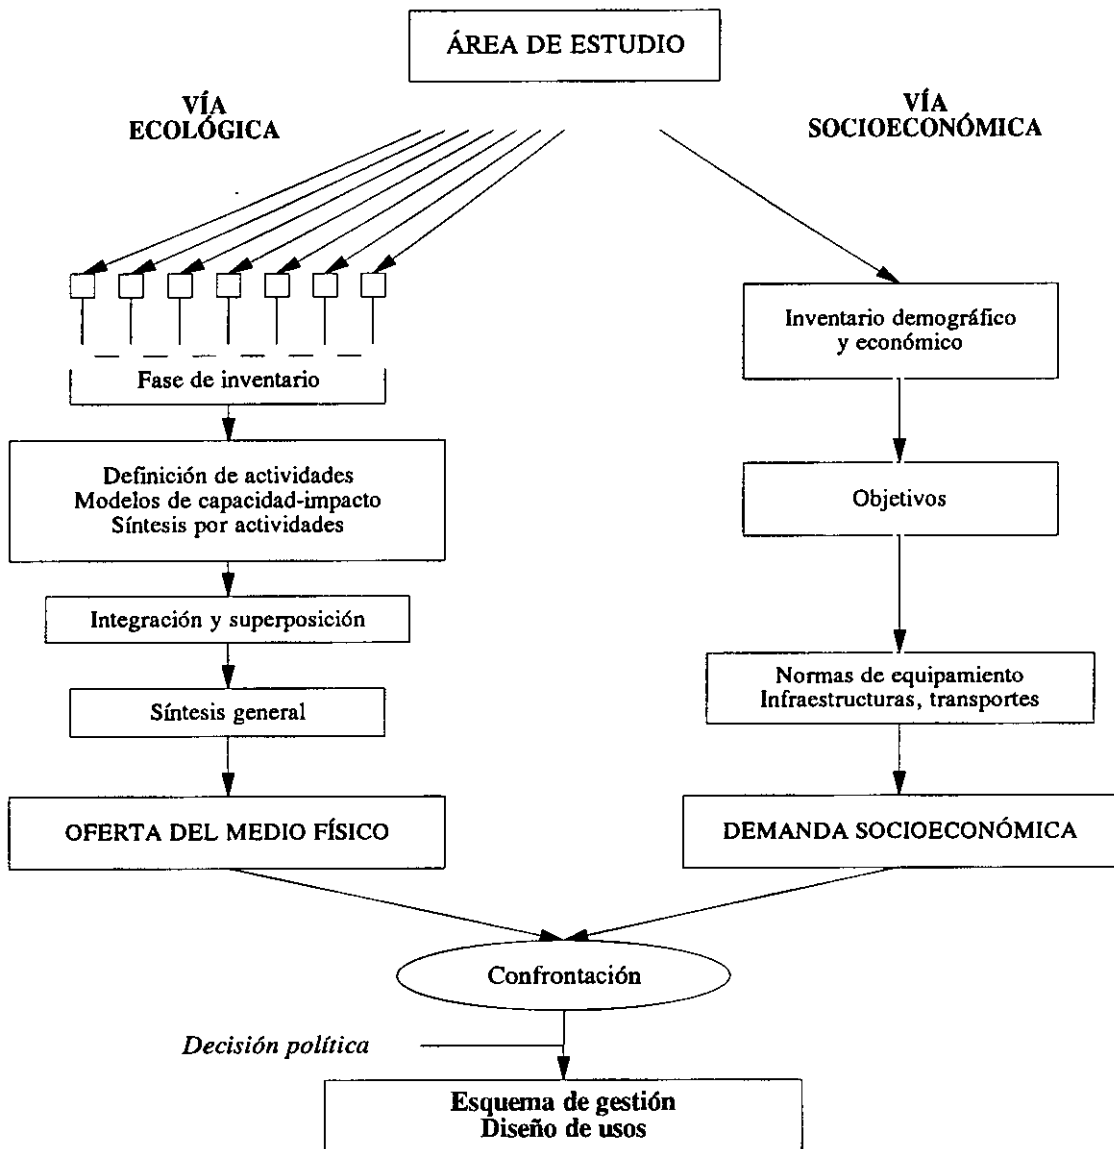 ÁREA DE ESTUDIO
VÍA
ECOLÓGICA
VÍA
SOCIOECONÓMICA
Fase de inventario
Definición de actividades
Modelos de capacidad-impacto
Síntesis por actividades
Integración y superposición
Síntesis general
OFERTA DEL MEDIO FÍSICO
Inventario demográfico
y económico
Objetivos
Normas de equipamiento
Infraestructuras, transportes
DEMANDA SOCIOECONÓMICA
Confrontación
Decisión política
Esquema de gestión
Diseño de usos